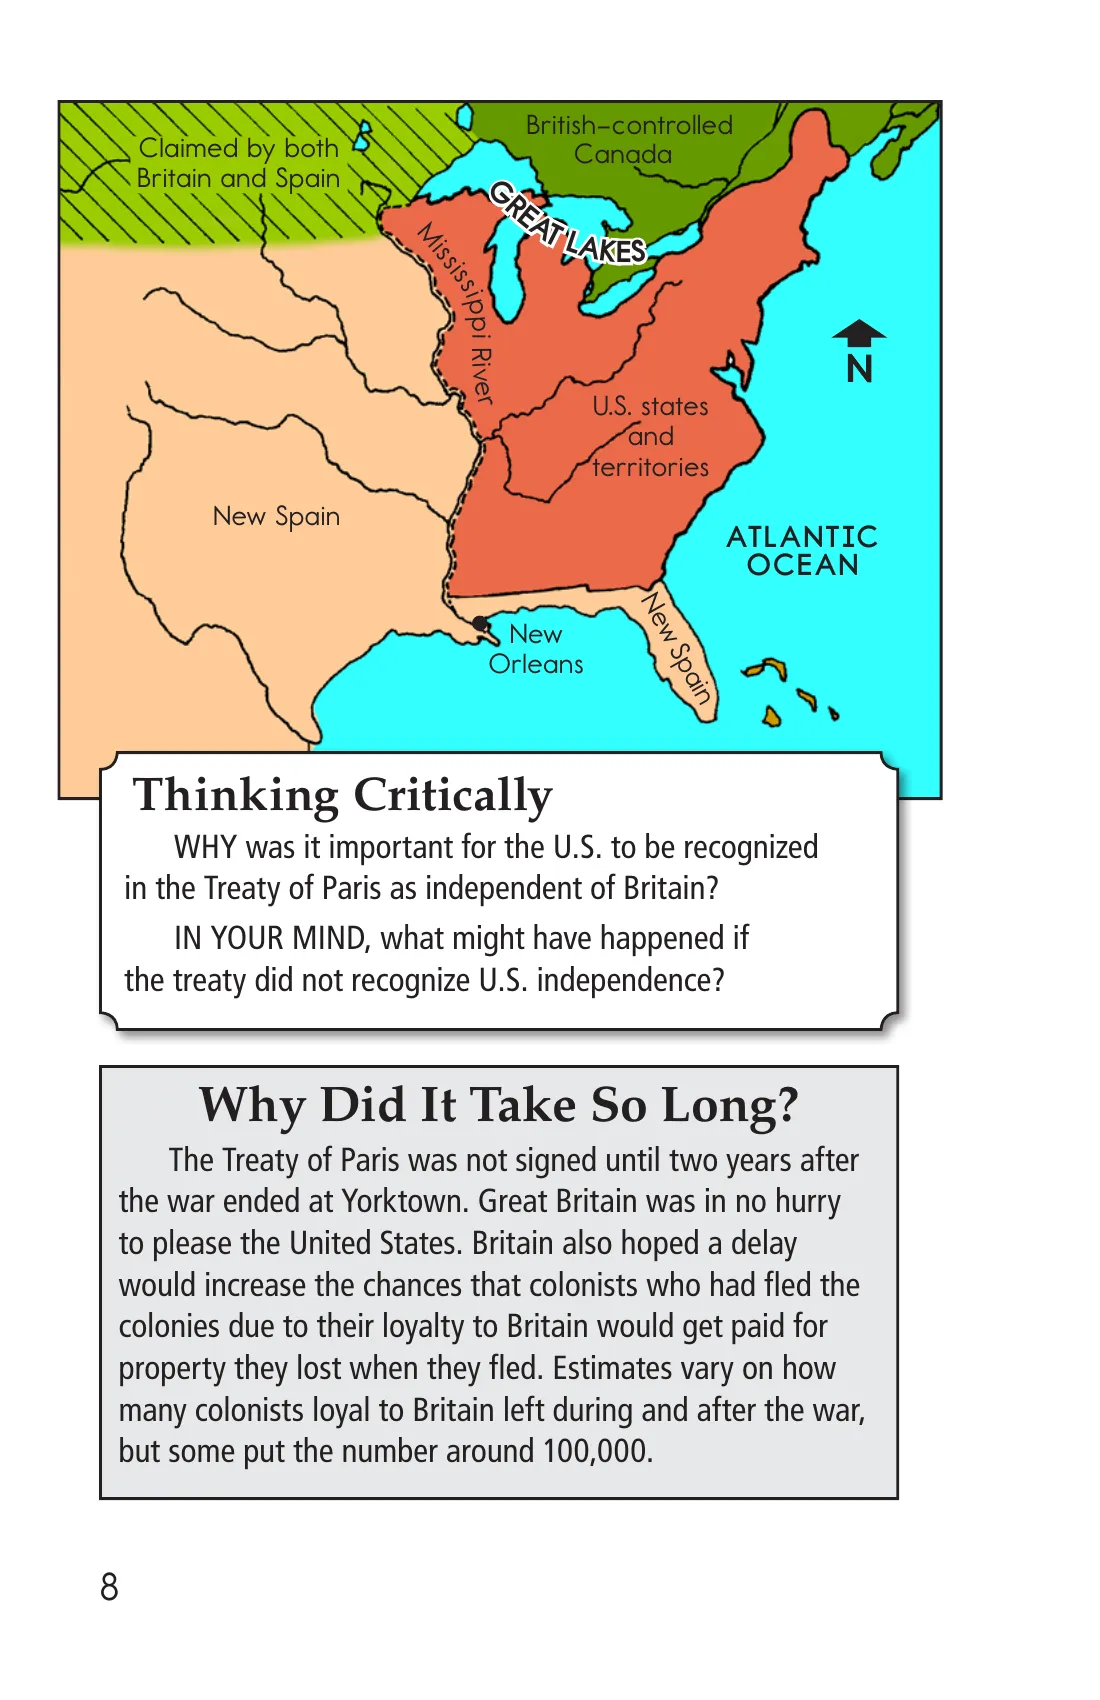 Claimed by both
Britain and Spain
British-controlled
Canada
GREAT LAKES
Mississippi River
N
U.S. states
and
territories
New Spain
ATLANTIC
OCEAN
New Spain
New
Orleans
Thinking Critically
WHY was it important for the U.S. to be recognized
in the Treaty of Paris as independent of Britain?
IN YOUR MIND, what might have happened if
the treaty did not recognize U.S. independence?
Why Did It Take So Long?
The Treaty of Paris was not signed until two years after
the war ended at Yorktown. Great Britain was in no hurry
to please the United States. Britain also hoped a delay
would increase the chances that colonists who had fled the
colonies due to their loyalty to Britain would get paid for
property they lost when they fled. Estimates vary on how
many colonists loyal to Britain left during and after the war,
but some put the number around 100,000.
8